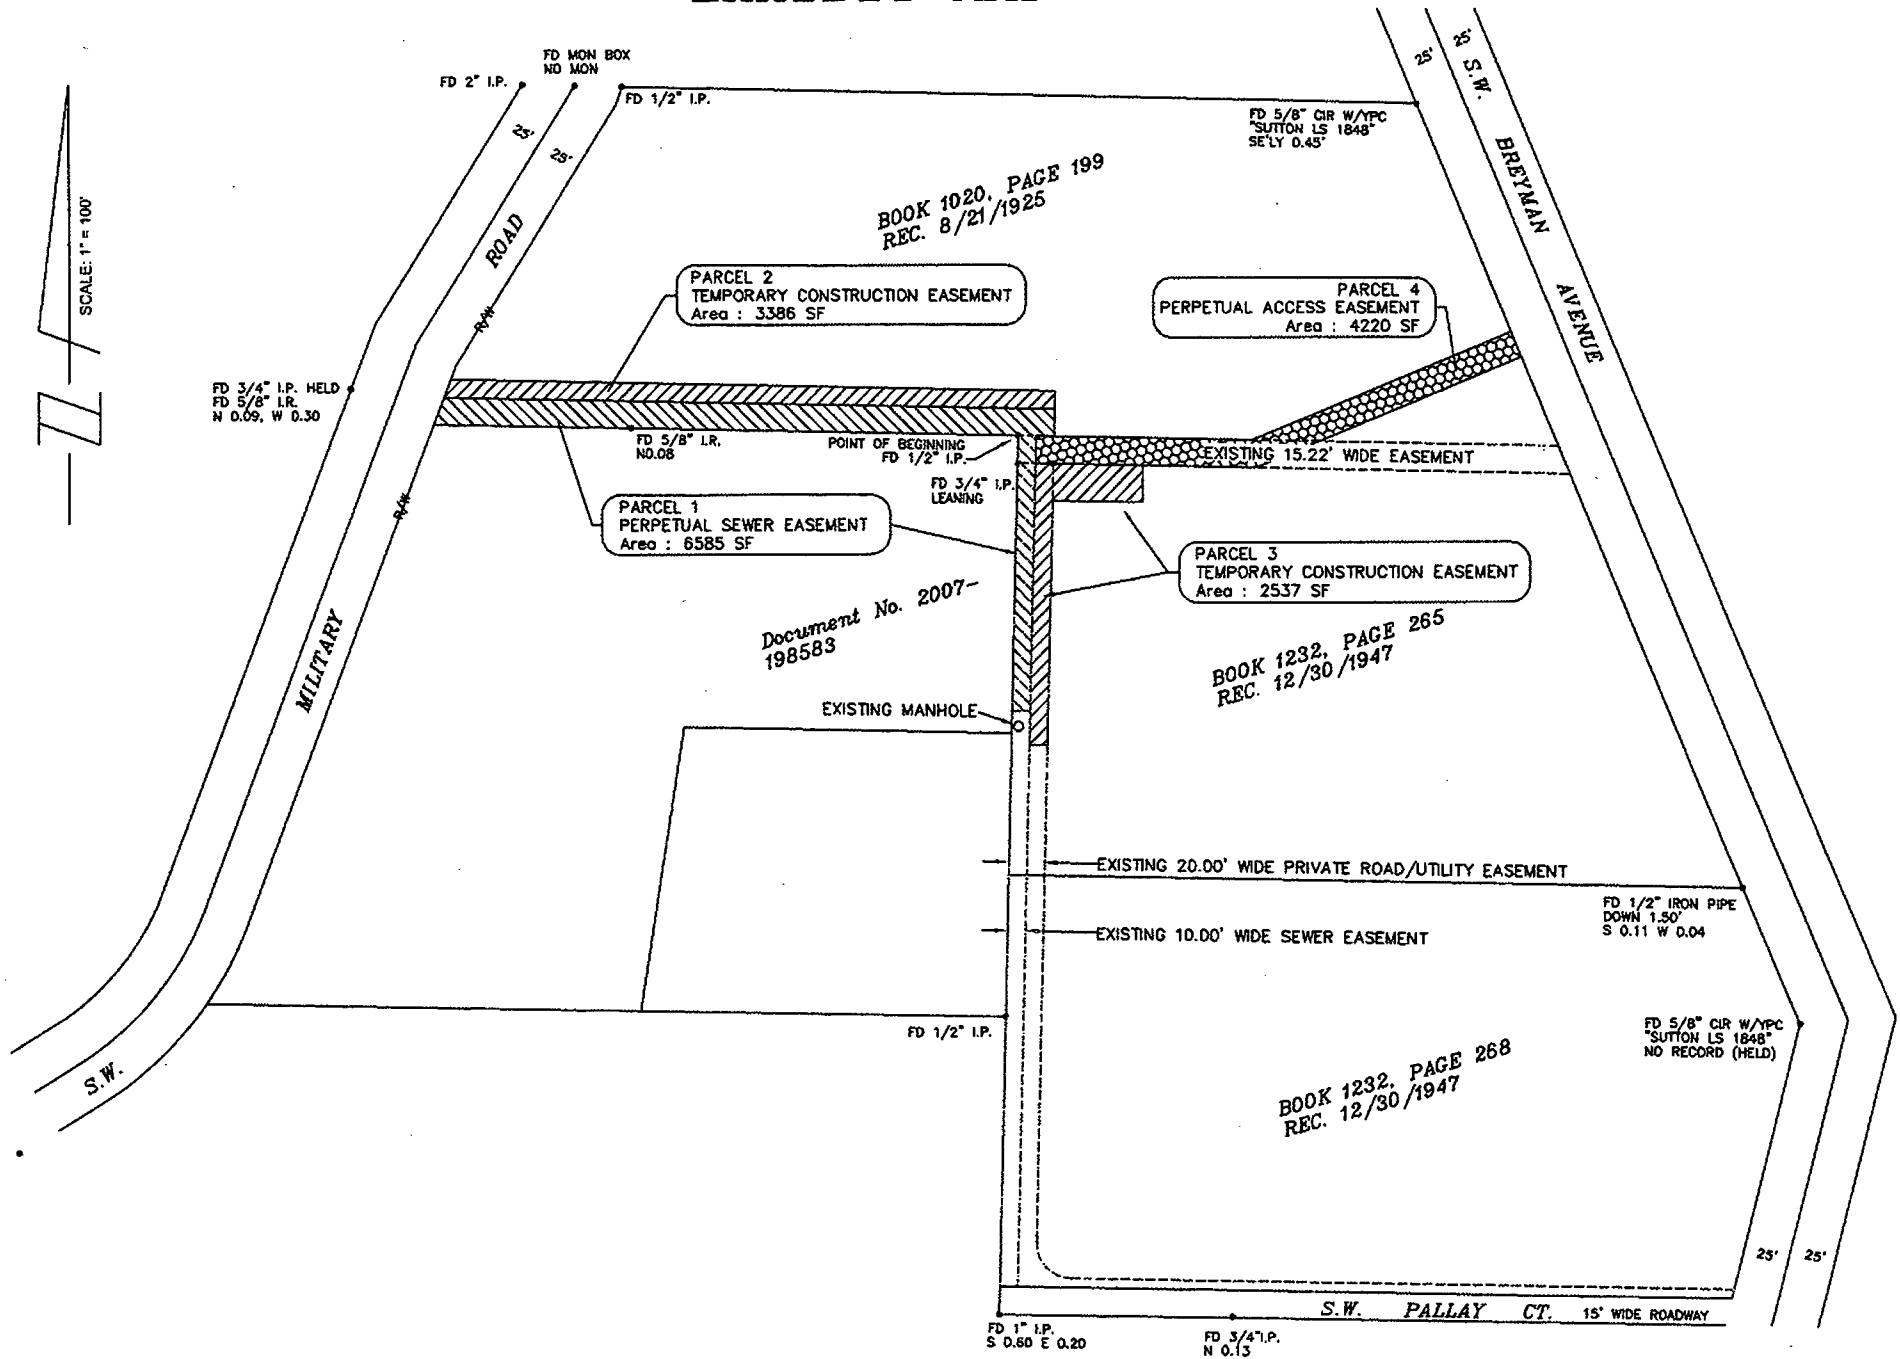 FD 2" I.P.
FD MON BOX
NO MON
FD 1/2" I.P.
25'
25'
25'
25'
S.W.
BREYMAN
AVENUE
FD 5/8" CIR W/YPC
"SUTTON LS 1848"
SE'LY 0.45'
SCALE: 1" = 100'
BOOK 1020, PAGE 199
REC. 8/21/1925
ROAD
R/W
PARCEL 2
TEMPORARY CONSTRUCTION EASEMENT
Area : 3386 SF
PARCEL 4
PERPETUAL ACCESS EASEMENT
Area : 4220 SF
FD 3/4" I.P. HELD
FD 5/8" I.R.
N 0.09, W 0.30
FD 5/8" I.R.
N0.08
POINT OF BEGINNING
FD 1/2" I.P.
EXISTING 15.22' WIDE EASEMENT
FD 3/4" I.P.
LEANING
R/W
PARCEL 1
PERPETUAL SEWER EASEMENT
Area : 6585 SF
PARCEL 3
TEMPORARY CONSTRUCTION EASEMENT
Area : 2537 SF
Document No. 2007-
198583
BOOK 1232, PAGE 265
REC. 12/30/1947
MILITARY
EXISTING MANHOLE
EXISTING 20.00' WIDE PRIVATE ROAD/UTILITY EASEMENT
FD 1/2" IRON PIPE
DOWN 1.50'
S 0.11 W 0.04
EXISTING 10.00' WIDE SEWER EASEMENT
FD 1/2" I.P.
FD 5/8" CIR W/YPC
"SUTTON LS 1848"
NO RECORD (HELD)
S.W.
BOOK 1232, PAGE 268
REC. 12/30/1947
25'
25'
S.W. PALLAY CT. 15' WIDE ROADWAY
FD 1" I.P.
S 0.60 E 0.20
FD 3/4"I.P.
N 0.13